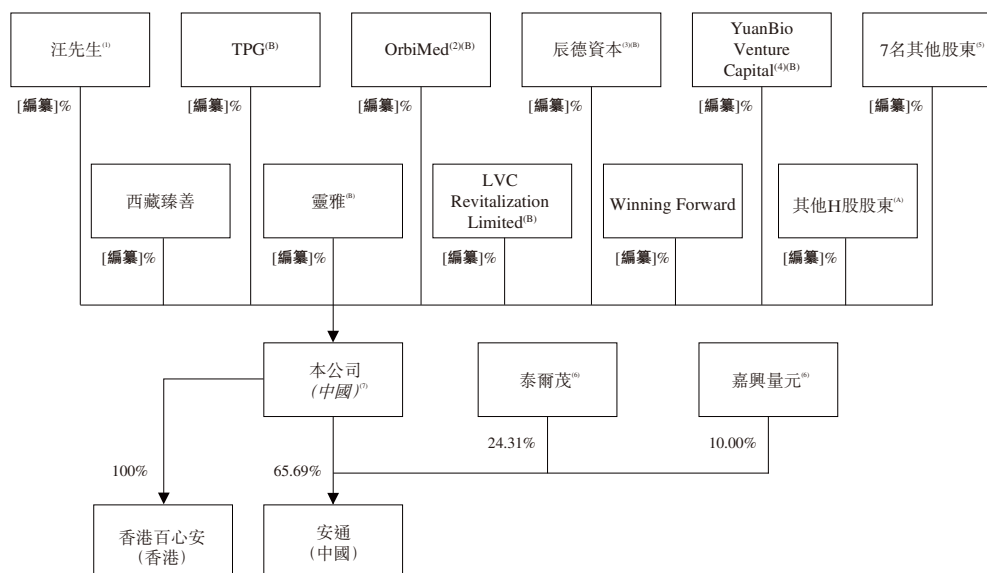 汪先生(1)
TPG(B)
OrbiMed(2)(B)
辰德資本(3)(B)
YuanBio
Venture
Capital(4)(B)
7名其他股東(5)
[編纂]%
[編纂]%
[編纂]%
[編纂]%
[編纂]%
[編纂]%
西藏臻善
靈雅(B)
LVC
Revitalization
Limited(B)
Winning Forward
其他H股股東(A)
[編纂]%
[編纂]%
[編纂]%
[編纂]%
[編纂]%
本公司
(中國)(7)
泰爾茂(6)
嘉興量元(6)
24.31%
10.00%
100%
65.69%
香港百心安
(香港)
安通
(中國)